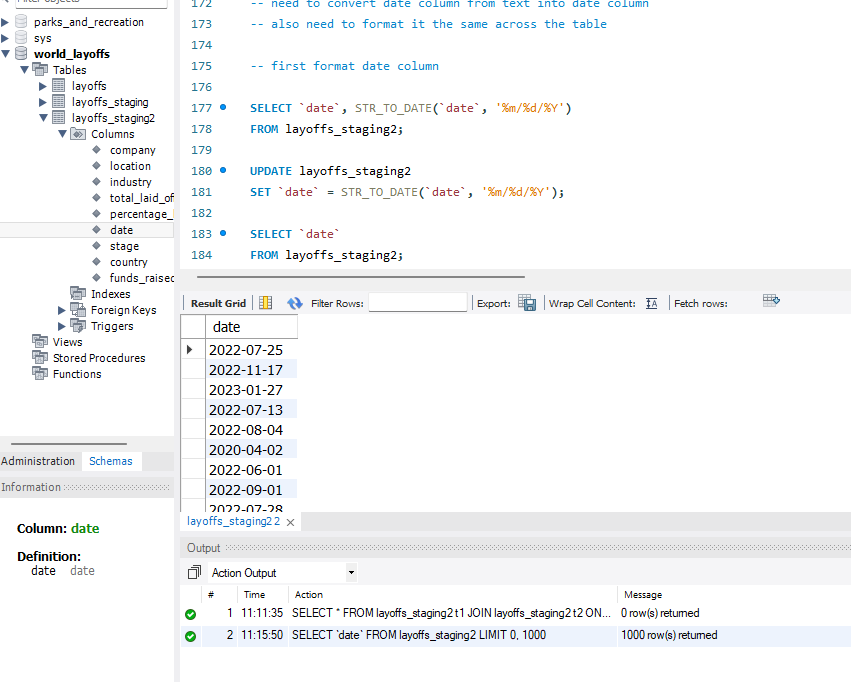 Filter objects
parks_and_recreation
sys
world_layoffs
Tables
layoffs
layoffs_staging
layoffs_staging2
Columns
company
location
industry
total_laid_of
percentage_
date
stage
country
funds_raised
Indexes
Foreign Keys
Triggers
Views
Stored Procedures
Functions
Administration Schemas
Information
Column: date
Definition:
date date
172 -- need to convert date column from text into date column
173 -- also need to format it the same across the table
174
175 -- first format date column
176
177 SELECT `date`, STR_TO_DATE(`date`, '%m/%d/%Y')
178 FROM layoffs_staging2;
179
180 UPDATE layoffs_staging2
181 SET `date` = STR_TO_DATE(`date`, '%m/%d/%Y');
182
183 SELECT `date`
184 FROM layoffs_staging2;
Result Grid Filter Rows: Export: Wrap Cell Content: Fetch rows:
date
2022-07-25
2022-11-17
2023-01-27
2022-07-13
2022-08-04
2020-04-02
2022-06-01
2022-09-01
2022-07-28
layoffs_staging2 2
Output
Action Output
# Time Action Message
1 11:11:35 SELECT * FROM layoffs_staging2 t1 JOIN layoffs_staging2 t2 ON... 0 row(s) returned
2 11:15:50 SELECT `date` FROM layoffs_staging2 LIMIT 0, 1000 1000 row(s) returned